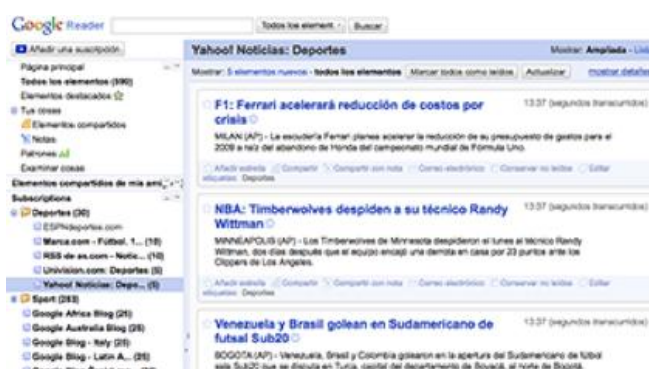 Google Reader
Todos los element.
Buscar
Añadir una suscripción
Página principal
Todos los elementos (590)
Elementos destacados
Tus cosas
Elementos compartidos
Notas
Patrones
Examinar cosas
Elementos compartidos de mis ami
Subscriptions
Deportes (30)
ESPNdeportes.com
Marca.com - Fútbol. 1... (10)
RSS de as.com - Notic... (10)
Univision.com: Deportes (5)
Yahoo! Noticias: Depo... (5)
Sport (253)
Google Africa Blog (25)
Google Australia Blog (25)
Google Blog - Italy (25)
Google Blog - Latin A... (25)
Yahoo! Noticias: Deportes
Mostrar: Ampliada -
Mostrar: 5 elementos nuevos - todos los elementos
Marcar todos como leídos
Actualizar
mostrar detalles
F1: Ferrari acelerará reducción de costos por
crisis
13:37 (segundos transcurridos)
MILAN (AP) - La escudería Ferrari planea acelerar la reducción de su presupuesto de gastos para el
2009 a raíz del abandono de Honda del campeonato mundial de Fórmula Uno.
Añadir estrella Compartir Compartir con nota Correo electrónico Conservar no leídos Editar
etiquetas: Deportes
NBA: Timberwolves despiden a su técnico Randy
Wittman
13:37 (segundos transcurridos)
MINNEAPOLIS (AP) - Los Timberwolves de Minnesota despidieron el lunes al técnico Randy
Wittman, dos días después que el equipo encajó una derrota en casa por 23 puntos ante los
Clippers de Los Angeles.
Añadir estrella Compartir Compartir con nota Correo electrónico Conservar no leídos Editar
etiquetas: Deportes
Venezuela y Brasil golean en Sudamericano de
futsal Sub20
13:37 (segundos transcurridos)
BOGOTA (AP) - Venezuela, Brasil y Colombia golearon en la apertura del Sudamericano de fútbol
sala Sub20 que se disputa en Tunja, capital del departamento de Boyacá, al norte de Bogotá.